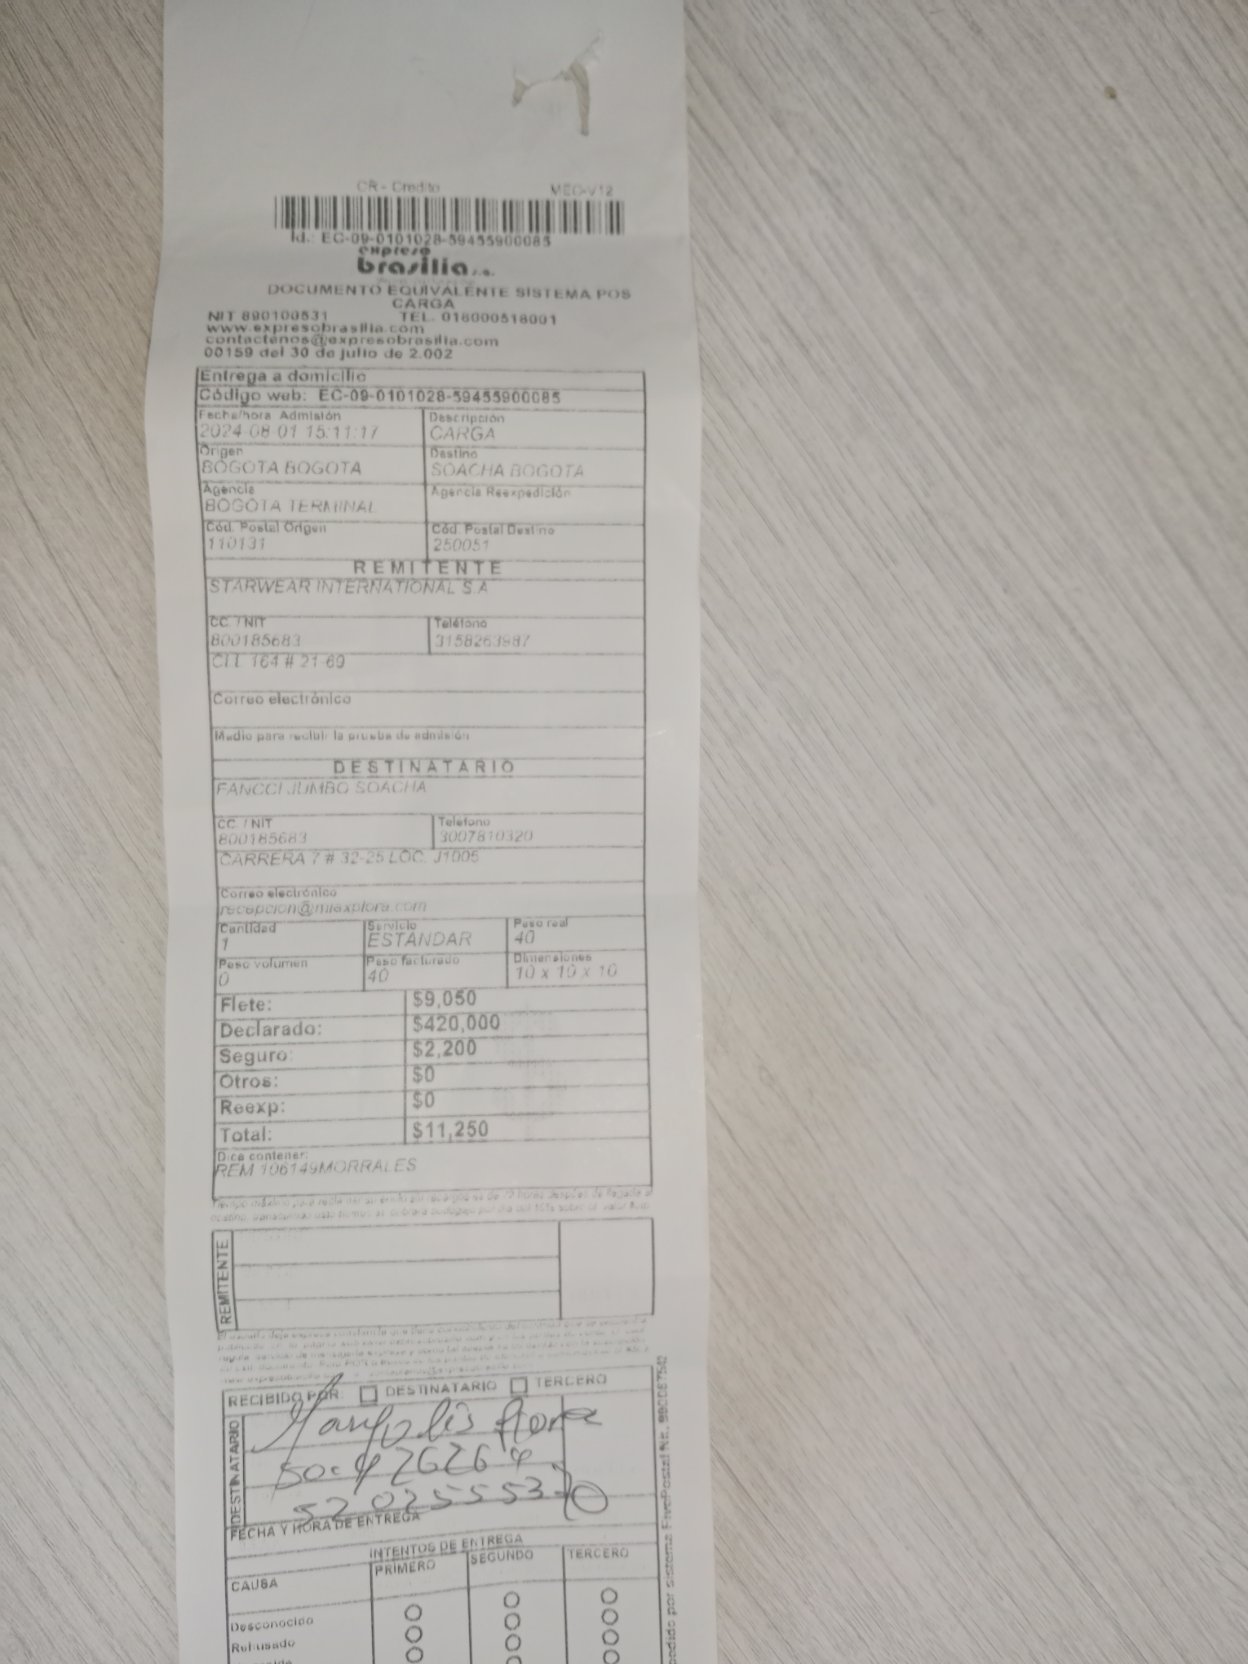 CR - Credito MEC-V12
Id.: EC-09-0101028-59455900085
expreso
brasilia s.a.
DOCUMENTO EQUIVALENTE SISTEMA POS
CARGA
NIT 890100531 TEL. 018000518001
www.expresobrasilia.com
contactenos@expresobrasilia.com
00159 del 30 de julio de 2.002
Entrega a domicilio
Código web: EC-09-0101028-59455900085
Fecha/hora Admisión Descripción
2024-08-01 15:11:17 CARGA
Origen Destino
BOGOTA BOGOTA SOACHA BOGOTA
Agencia Agencia Reexpedición
BOGOTA TERMINAL
Cód. Postal Origen Cód. Postal Destino
110131 250051
REMITENTE
STARWEAR INTERNATIONAL S.A
CC. / NIT Teléfono
800185683 3158263987
CLL 164 # 21-69
Correo electrónico
Medio para recibir la prueba de admisión
DESTINATARIO
FANCCI JUMBO SOACHA
CC. / NIT Telefono
800185683 3007810320
CARRERA 7 # 32-25 LOC. J1005
Correo electrónico
recepcion@miaxplora.com
Cantidad Servicio Peso real
1 ESTANDAR 40
Peso volumen Peso facturado Dimensiones
0 40 10 x 10 x 10
Flete: $9,050
Declarado: $420,000
Seguro: $2,200
Otros: $0
Reexp: $0
Total: $11,250
Dice contener:
REM 106149MORRALES
REMITENTE
RECIBIDO POR: DESTINATARIO TERCERO
DESTINATARIO
FECHA Y HORA DE ENTREGA
INTENTOS DE ENTREGA
CAUSA PRIMERO SEGUNDO TERCERO
Desconocido
Rehusado